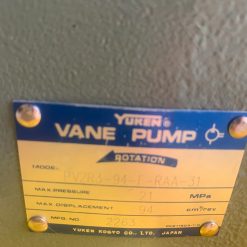 YUKEN ®
VANE PUMP
ROTATION
MODEL PV2R3-94-F-RAA-31
MAX.PRESSURE 21 MPa
MAX.DISPLACEMENT 94 cm³/rev
MFG.NO. 2263
YUKEN KOGYO CO., LTD. JAPAN